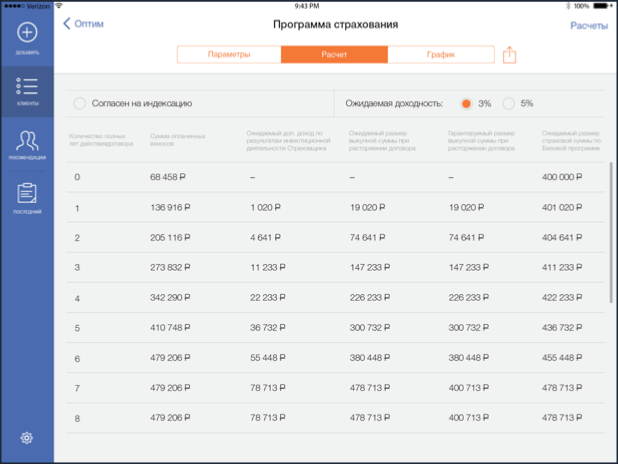 Verizon 9:43 PM 100%
Оптим Программа страхования Расчеты
Параметры Расчет График
ДОБАВИТЬ
КЛИЕНТЫ
РЕКОМЕНДАЦИИ
ПОСЛЕДНИЙ
Согласен на индексацию Ожидаемая доходность: 3% 5%
Количество полных Сумма оплаченных Ожидаемый доп. доход по Ожидаемый размер Гарантируемый размер Ожидаемый размер
лет действиядоговора взносов результатам инвестиционной выкупной суммы при выкупной суммы при страховой суммы по
деятельности Страховщика расторжении договора расторжении договора Базовой программе
0 68 458 ₽ – – – 400 000 ₽
1 136 916 ₽ 1 020 ₽ 19 020 ₽ 19 020 ₽ 401 020 ₽
2 205 116 ₽ 4 641 ₽ 74 641 ₽ 74 641 ₽ 404 641 ₽
3 273 832 ₽ 11 233 ₽ 147 233 ₽ 147 233 ₽ 411 233 ₽
4 342 290 ₽ 22 233 ₽ 226 233 ₽ 226 233 ₽ 422 233 ₽
5 410 748 ₽ 36 732 ₽ 300 732 ₽ 300 732 ₽ 436 732 ₽
6 479 206 ₽ 55 448 ₽ 380 448 ₽ 380 448 ₽ 455 448 ₽
7 479 206 ₽ 78 713 ₽ 478 713 ₽ 400 713 ₽ 478 713 ₽
8 479 206 ₽ 78 713 ₽ 478 713 ₽ 400 713 ₽ 478 713 ₽